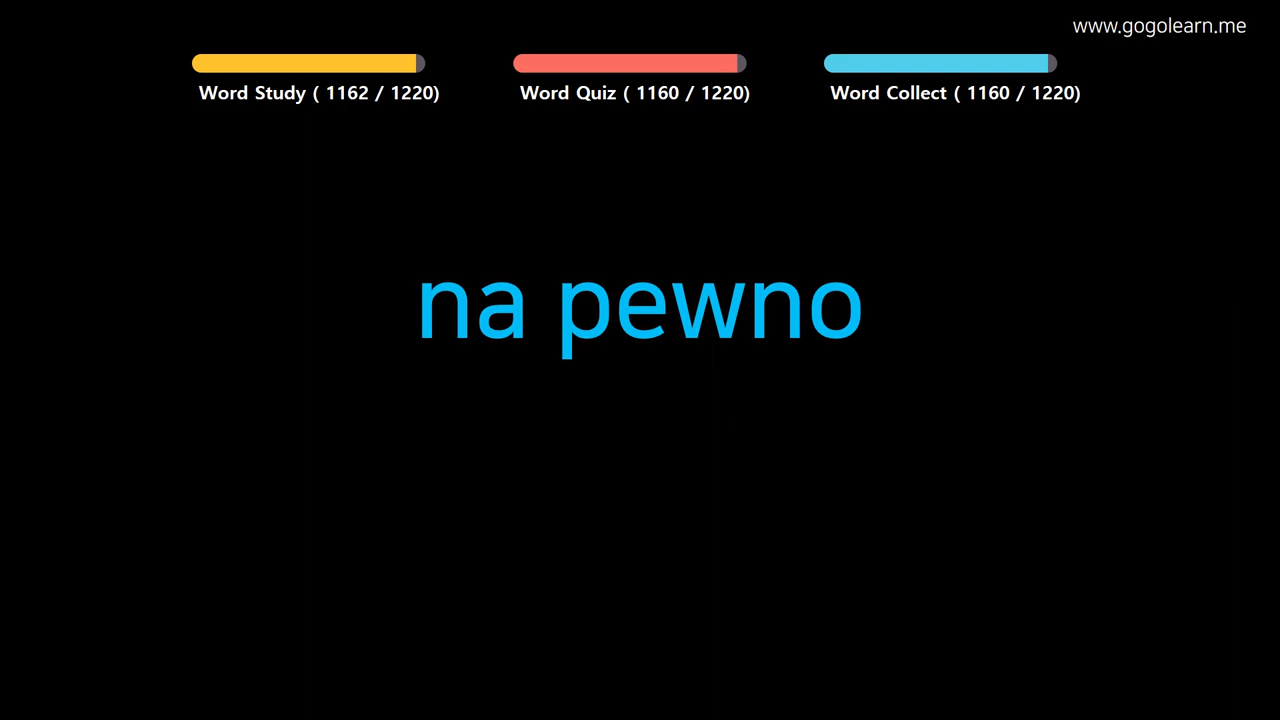 www.gogolearn.me
Word Study ( 1162 / 1220)
Word Quiz ( 1160 / 1220)
Word Collect ( 1160 / 1220)
na pewno